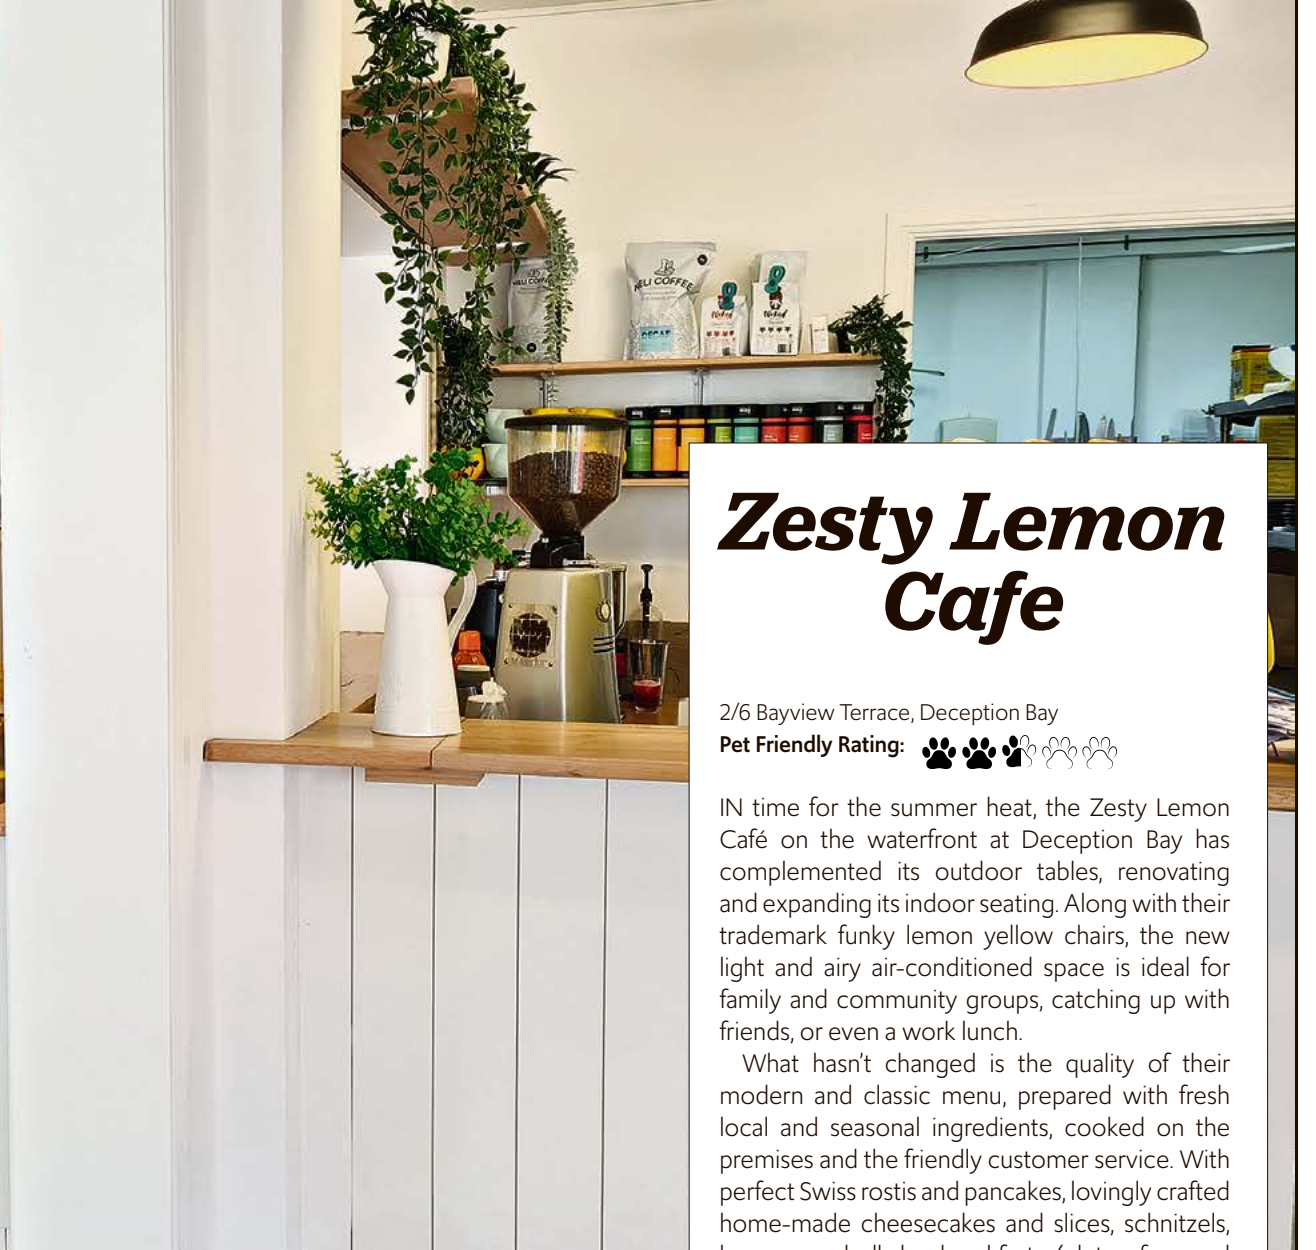 HELI COFFEE
DECAF
Zesty Lemon
Cafe
2/6 Bayview Terrace, Deception Bay
Pet Friendly Rating:
IN time for the summer heat, the Zesty Lemon
Café on the waterfront at Deception Bay has
complemented its outdoor tables, renovating
and expanding its indoor seating. Along with their
trademark funky lemon yellow chairs, the new
light and airy air-conditioned space is ideal for
family and community groups, catching up with
friends, or even a work lunch.
What hasn't changed is the quality of their
modern and classic menu, prepared with fresh
local and seasonal ingredients, cooked on the
premises and the friendly customer service. With
perfect Swiss rostis and pancakes, lovingly crafted
home-made cheesecakes and slices, schnitzels,